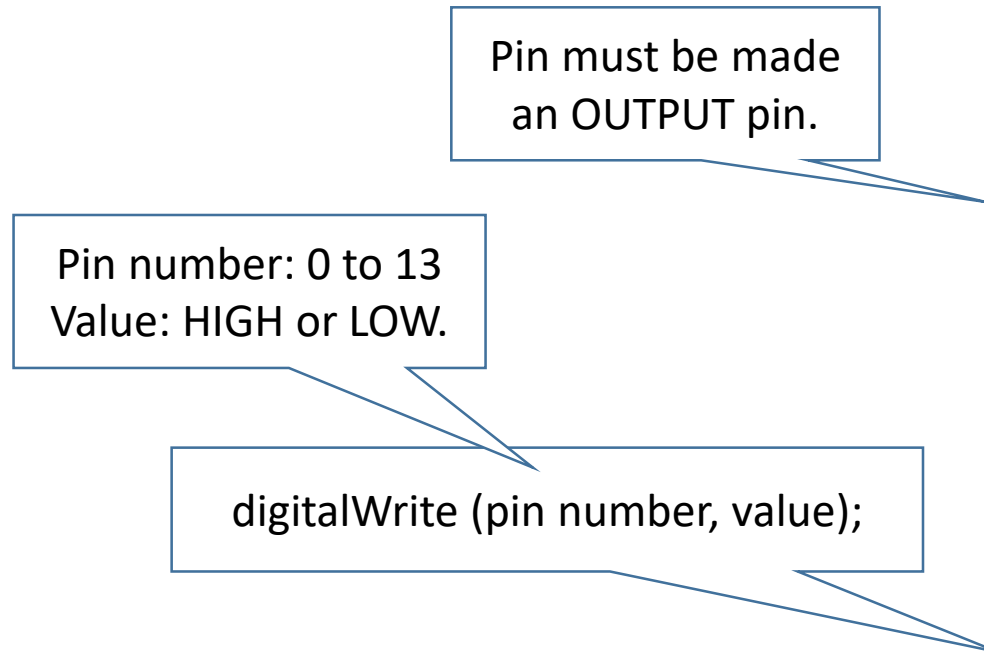 Pin must be made
an OUTPUT pin.
Pin number: 0 to 13
Value: HIGH or LOW.
digitalWrite (pin number, value);